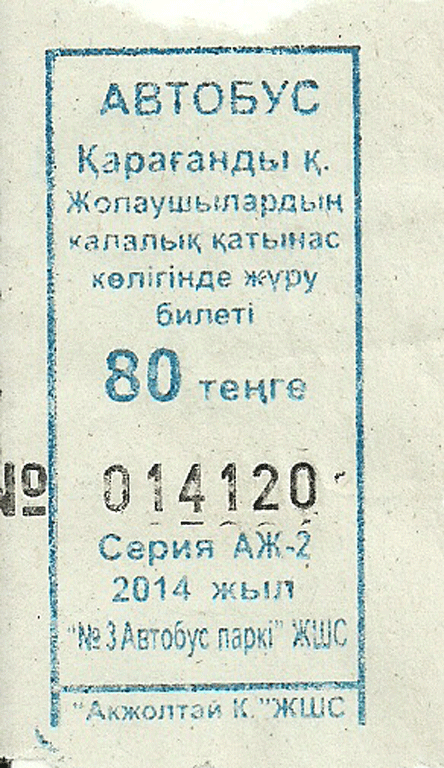 АВТОБУС
Қарағанды қ.
Жолаушылардың
қалалық қатынас
көлігінде жүру
билеті
80 теңге
№ 014120
Серия АЖ-2
2014 жыл
"№ 3 Автобус паркі" ЖШС
"Акжолтай К."ЖШС